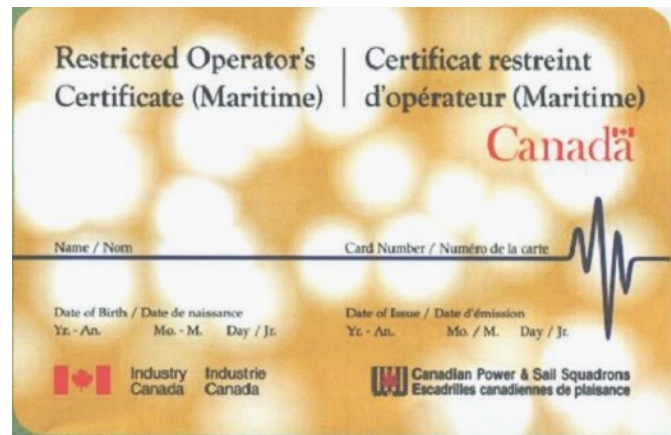 Restricted Operator's
Certificate (Maritime)
Certificat restreint
d'opérateur (Maritime)
Canada
Name / Nom
Card Number / Numéro de la carte
Date of Birth / Date de naissance
Yr. - An. Mo. - M. Day / Jr.
Date of Issue / Date d'émission
Yr. - An. Mo. / M. Day / Jr.
Industry
Canada
Industrie
Canada
Canadian Power & Sail Squadrons
Escadrilles canadiennes de plaisance